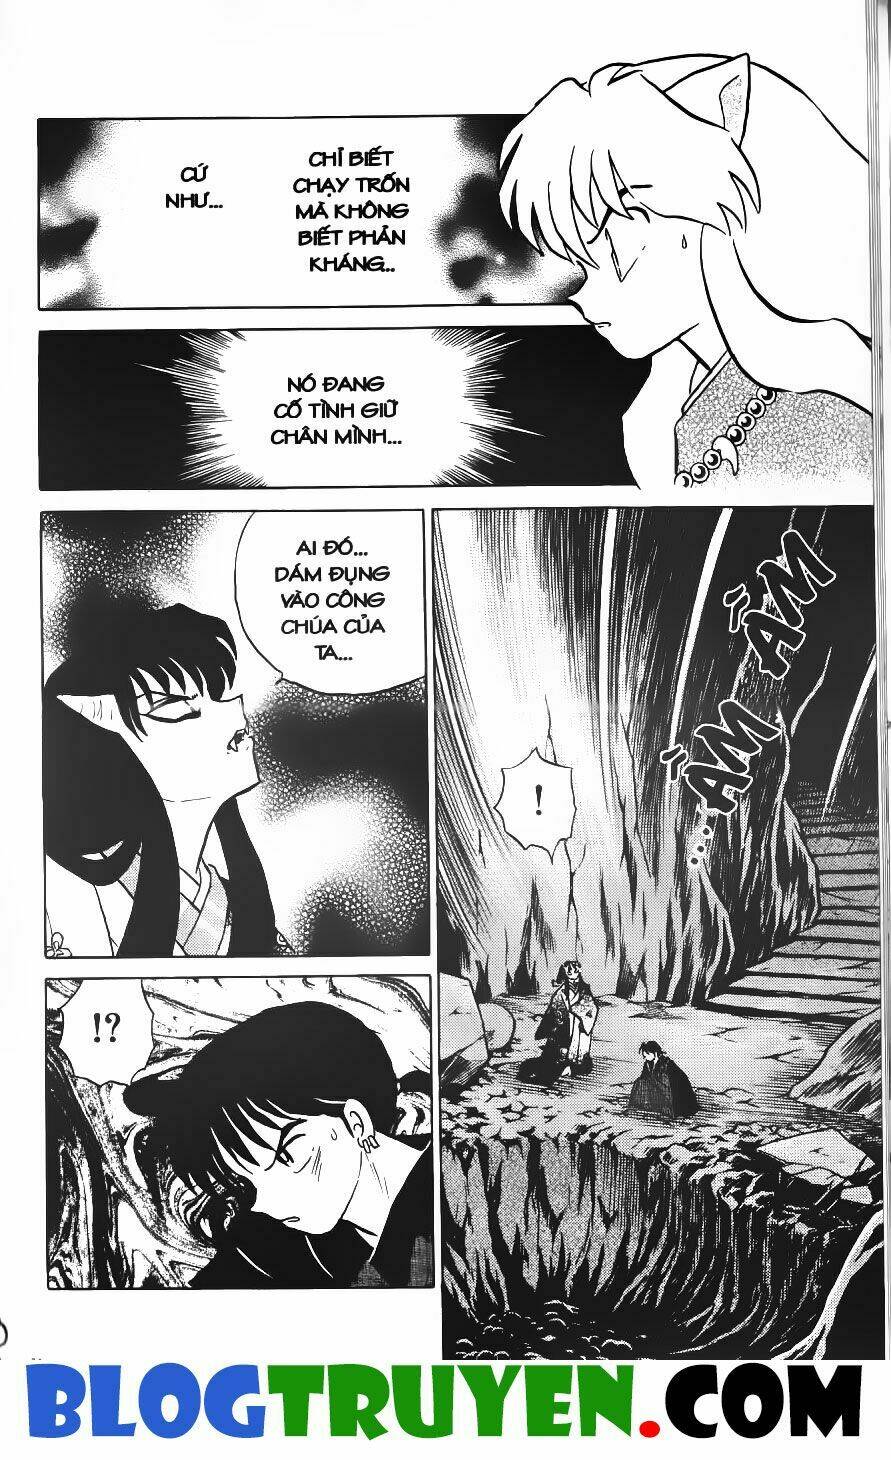 CHỈ BIẾT
CHẠY TRỐN
MÀ KHÔNG
BIẾT PHẢN
KHÁNG...
CỨ
NHƯ...
NÓ ĐANG
CỐ TÌNH GIỮ
CHÂN MÌNH...
ẦM
ẦM...
!
AI ĐÓ...
DÁM ĐỤNG
VÀO CÔNG
CHÚA CỦA
TA...
!?
BLOGTRUYEN.COM